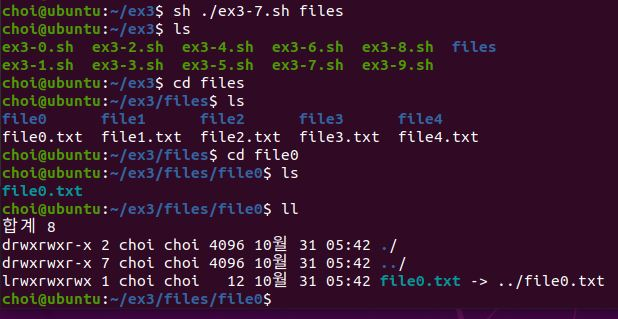 choi@ubuntu:~/ex3$ sh ./ex3-7.sh files
choi@ubuntu:~/ex3$ ls
ex3-0.sh ex3-2.sh ex3-4.sh ex3-6.sh ex3-8.sh files
ex3-1.sh ex3-3.sh ex3-5.sh ex3-7.sh ex3-9.sh
choi@ubuntu:~/ex3$ cd files
choi@ubuntu:~/ex3/files$ ls
file0 file1 file2 file3 file4
file0.txt file1.txt file2.txt file3.txt file4.txt
choi@ubuntu:~/ex3/files$ cd file0
choi@ubuntu:~/ex3/files/file0$ ls
file0.txt
choi@ubuntu:~/ex3/files/file0$ ll
합계 8
drwxrwxr-x 2 choi choi 4096 10월 31 05:42 ./
drwxrwxr-x 7 choi choi 4096 10월 31 05:42 ../
lrwxrwxrwx 1 choi choi 12 10월 31 05:42 file0.txt -> ../file0.txt
choi@ubuntu:~/ex3/files/file0$